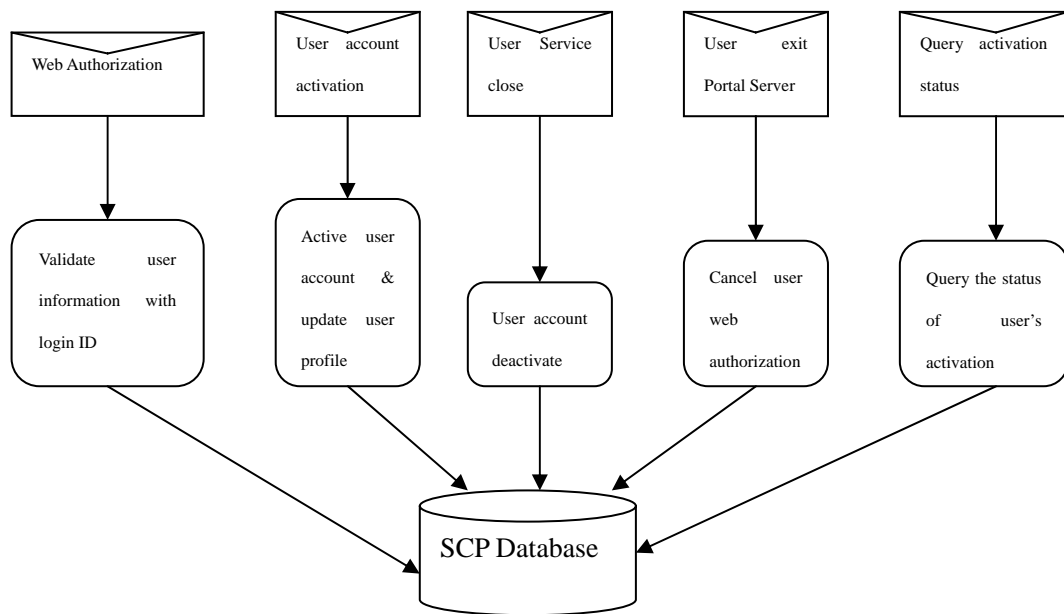 Web Authorization
User account
activation
User Service
close
User exit
Portal Server
Query activation
status
Validate user
information with
login ID
Active user
account &
update user
profile
User account
deactivate
Cancel user
web
authorization
Query the status
of user's
activation
SCP Database